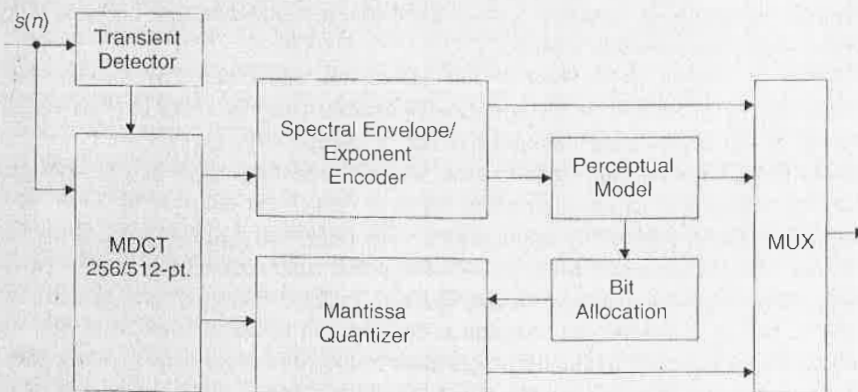 s(n)
Transient
Detector
Spectral Envelope/
Exponent
Encoder
Perceptual
Model
MUX
MDCT
256/512-pt.
Mantissa
Quantizer
Bit
Allocation